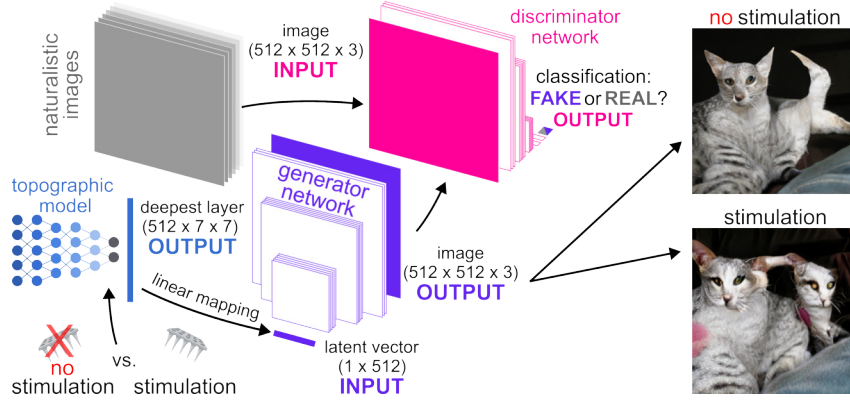 naturalistic
images
image
(512 x 512 x 3)
INPUT
discriminator
network
classification:
FAKE or REAL?
OUTPUT
no stimulation
topographic
model
deepest layer
(512 x 7 x 7)
OUTPUT
generator
network
image
(512 x 512 x 3)
OUTPUT
linear mapping
latent vector
(1 x 512)
INPUT
no
stimulation
vs.
stimulation
stimulation